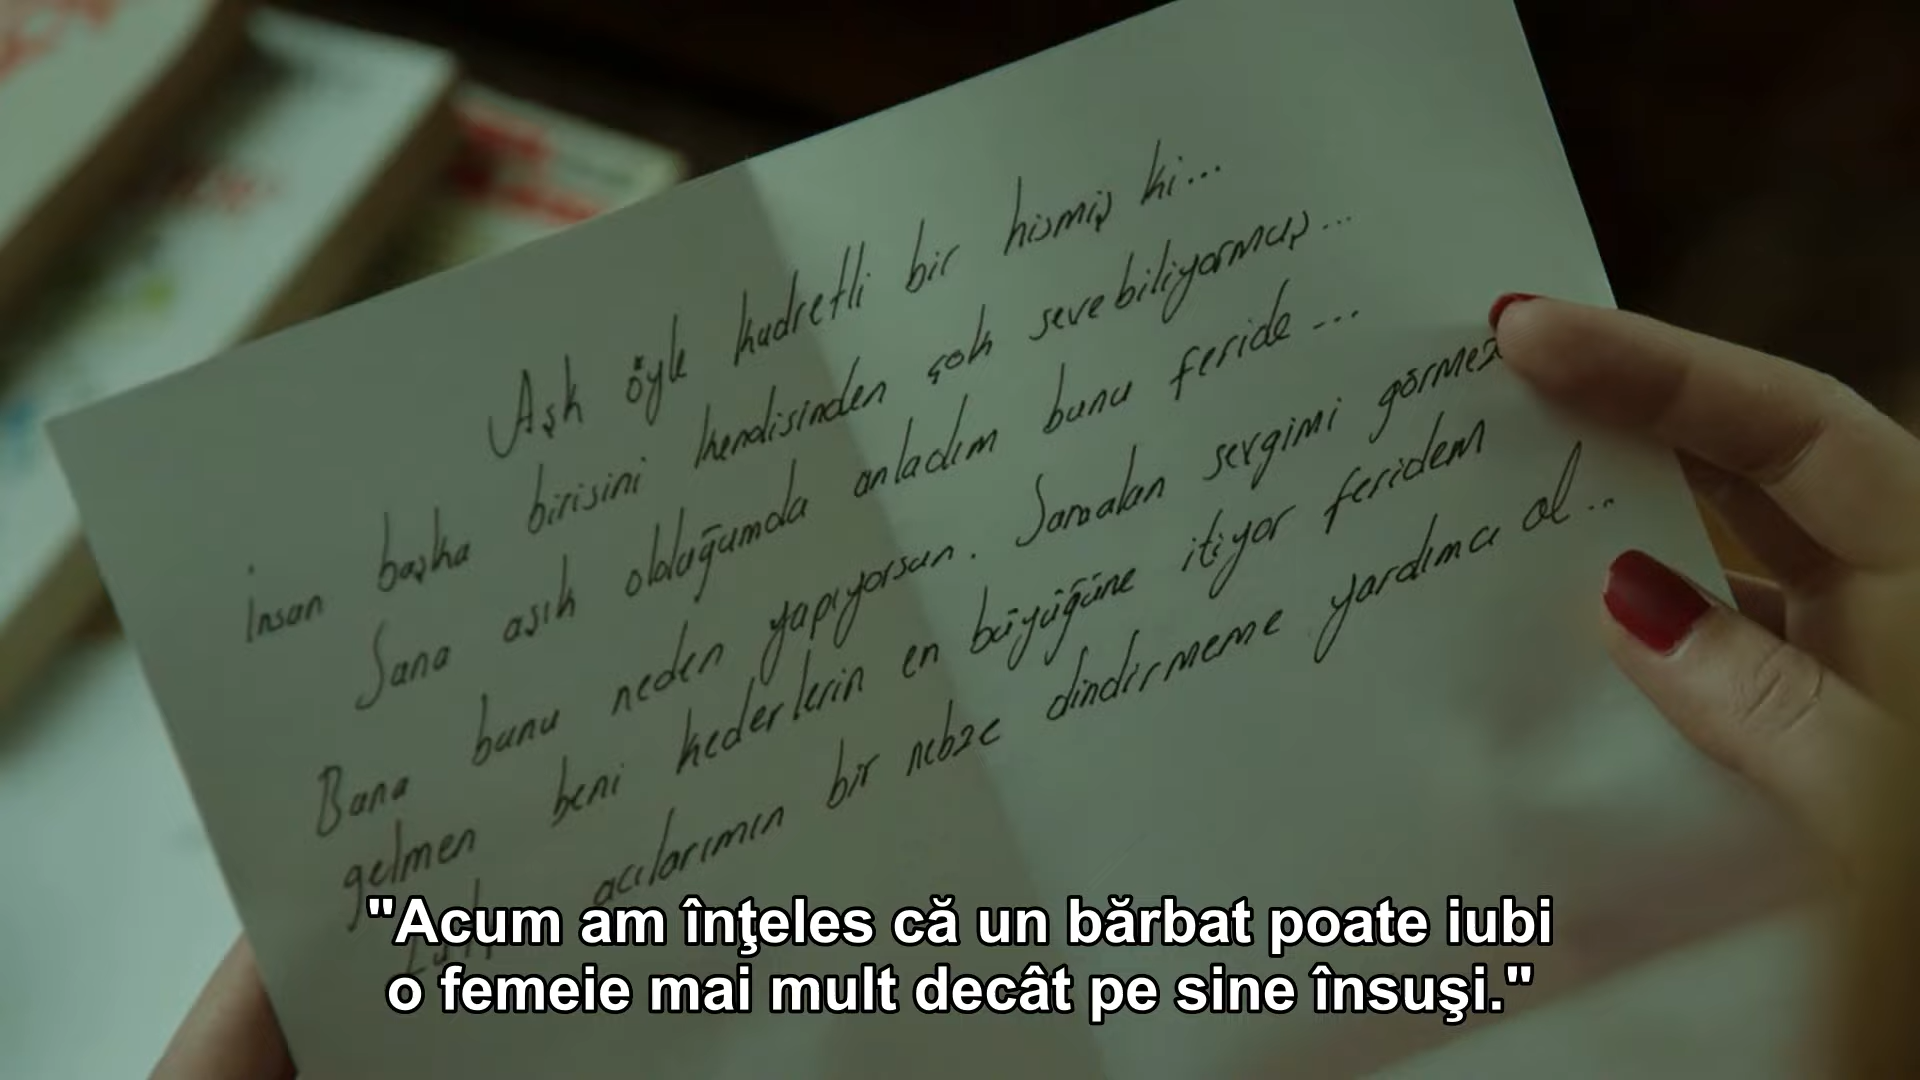 Aşk öyle kudretli bir hismiş ki...
İnsan başka birisini kendisinden çok sevebiliyormuş...
Sana aşık olduğumda anladım bunu feride...
Bana bunu neden yapıyorsun. Sana olan sevgimi görmez
gelmen beni kederlerin en büyüğüne itiyor feridem
acılarımın bir nebze dindirmeme yardımcı ol...
"Acum am înţeles că un bărbat poate iubi
o femeie mai mult decât pe sine însuşi."